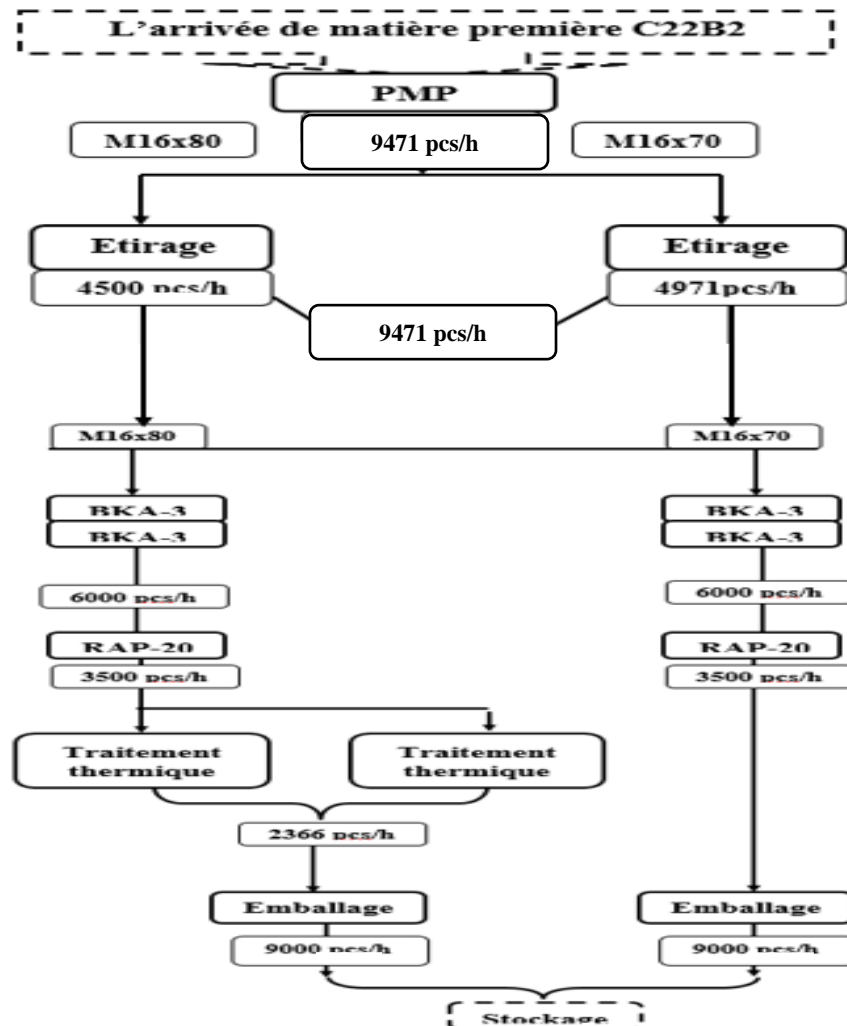 L'arrivée de matière première C22B2
PMP
M16x80
9471 pcs/h
M16x70
Etirage
Etirage
4500 pcs/h
4971pcs/h
9471 pcs/h
M16x80
M16x70
BKA-3
BKA-3
BKA-3
BKA-3
6000 pcs/h
6000 pcs/h
RAP-20
RAP-20
3500 pcs/h
3500 pcs/h
Traitement
thermique
Traitement
thermique
2366 pcs/h
Emballage
Emballage
9000 pcs/h
9000 pcs/h
Stockage